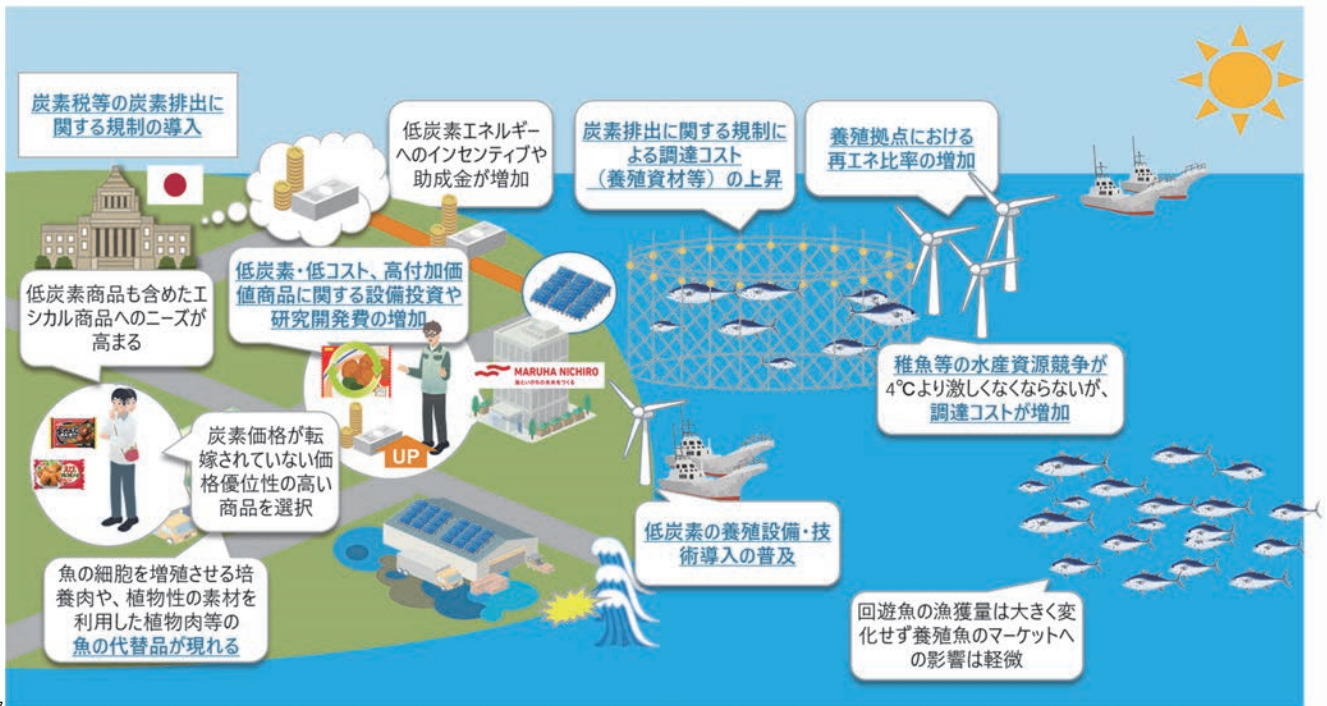 炭素税等の炭素排出に
関する規制の導入
低炭素エネルギー
へのインセンティブや
助成金が増加
炭素排出に関する規制に
よる調達コスト
（養殖資材等）の上昇
養殖拠点における
再エネ比率の増加
低炭素商品も含めたエ
シカル商品へのニーズが
高まる
低炭素・低コスト、高付加価
値商品に関する設備投資や
研究開発費の増加
MARUHA NICHIRO
海といのちの未来をつくる
UP
稚魚等の水産資源競争が
4℃より激しくなくならないが、
調達コストが増加
炭素価格が転
嫁されていない価
格優位性の高い
商品を選択
低炭素の養殖設備・技
術導入の普及
魚の細胞を増殖させる培
養肉や、植物性の素材を
利用した植物肉等の
魚の代替品が現れる
回遊魚の漁獲量は大きく変
化せず養殖魚のマーケットへ
の影響は軽微